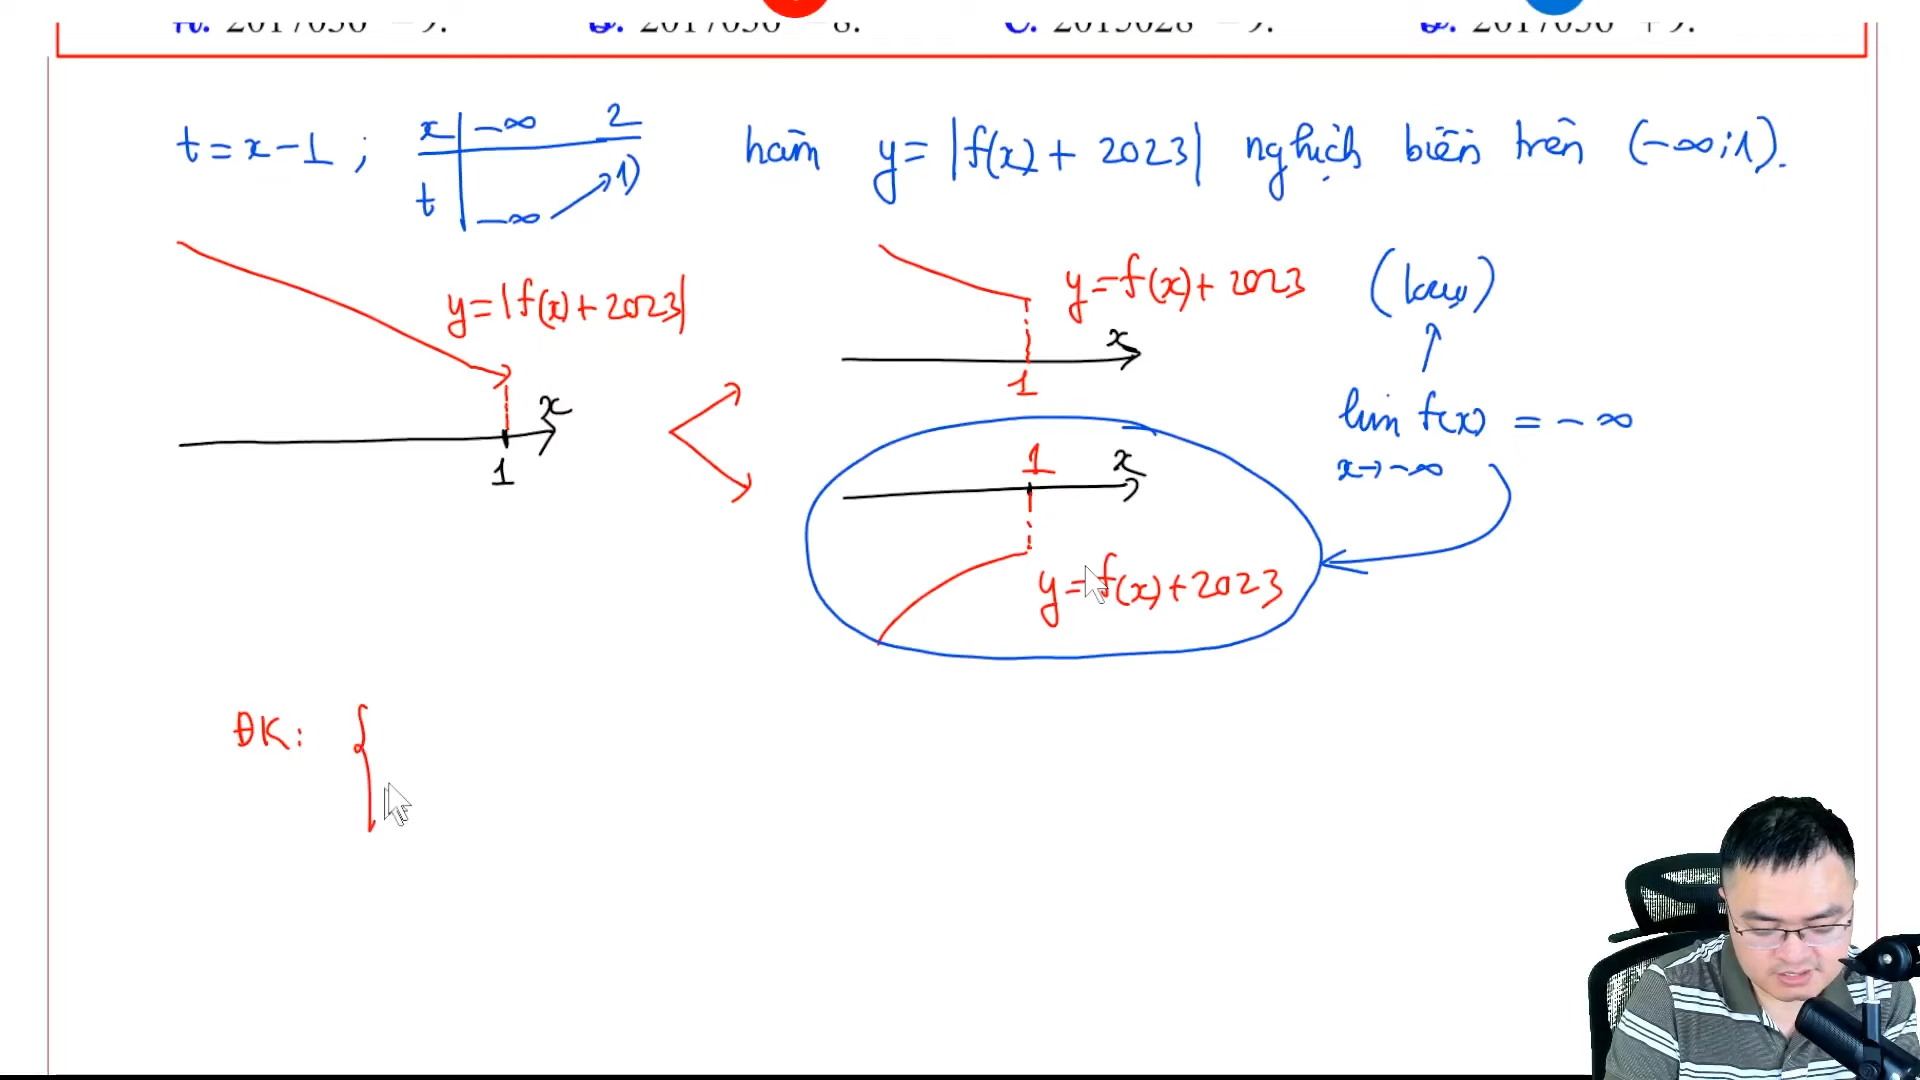 t = x - 1 ; x | -∞ 2 hàm y = |f(x) + 2023| nghịch biến trên (-∞;1).
t | -∞ 1)
y = |f(x) + 2023|
x
1
y = f(x) + 2023 (loại)
x
1
lim f(x) = -∞
x → -∞
1 x
y = f(x) + 2023
ĐK: {